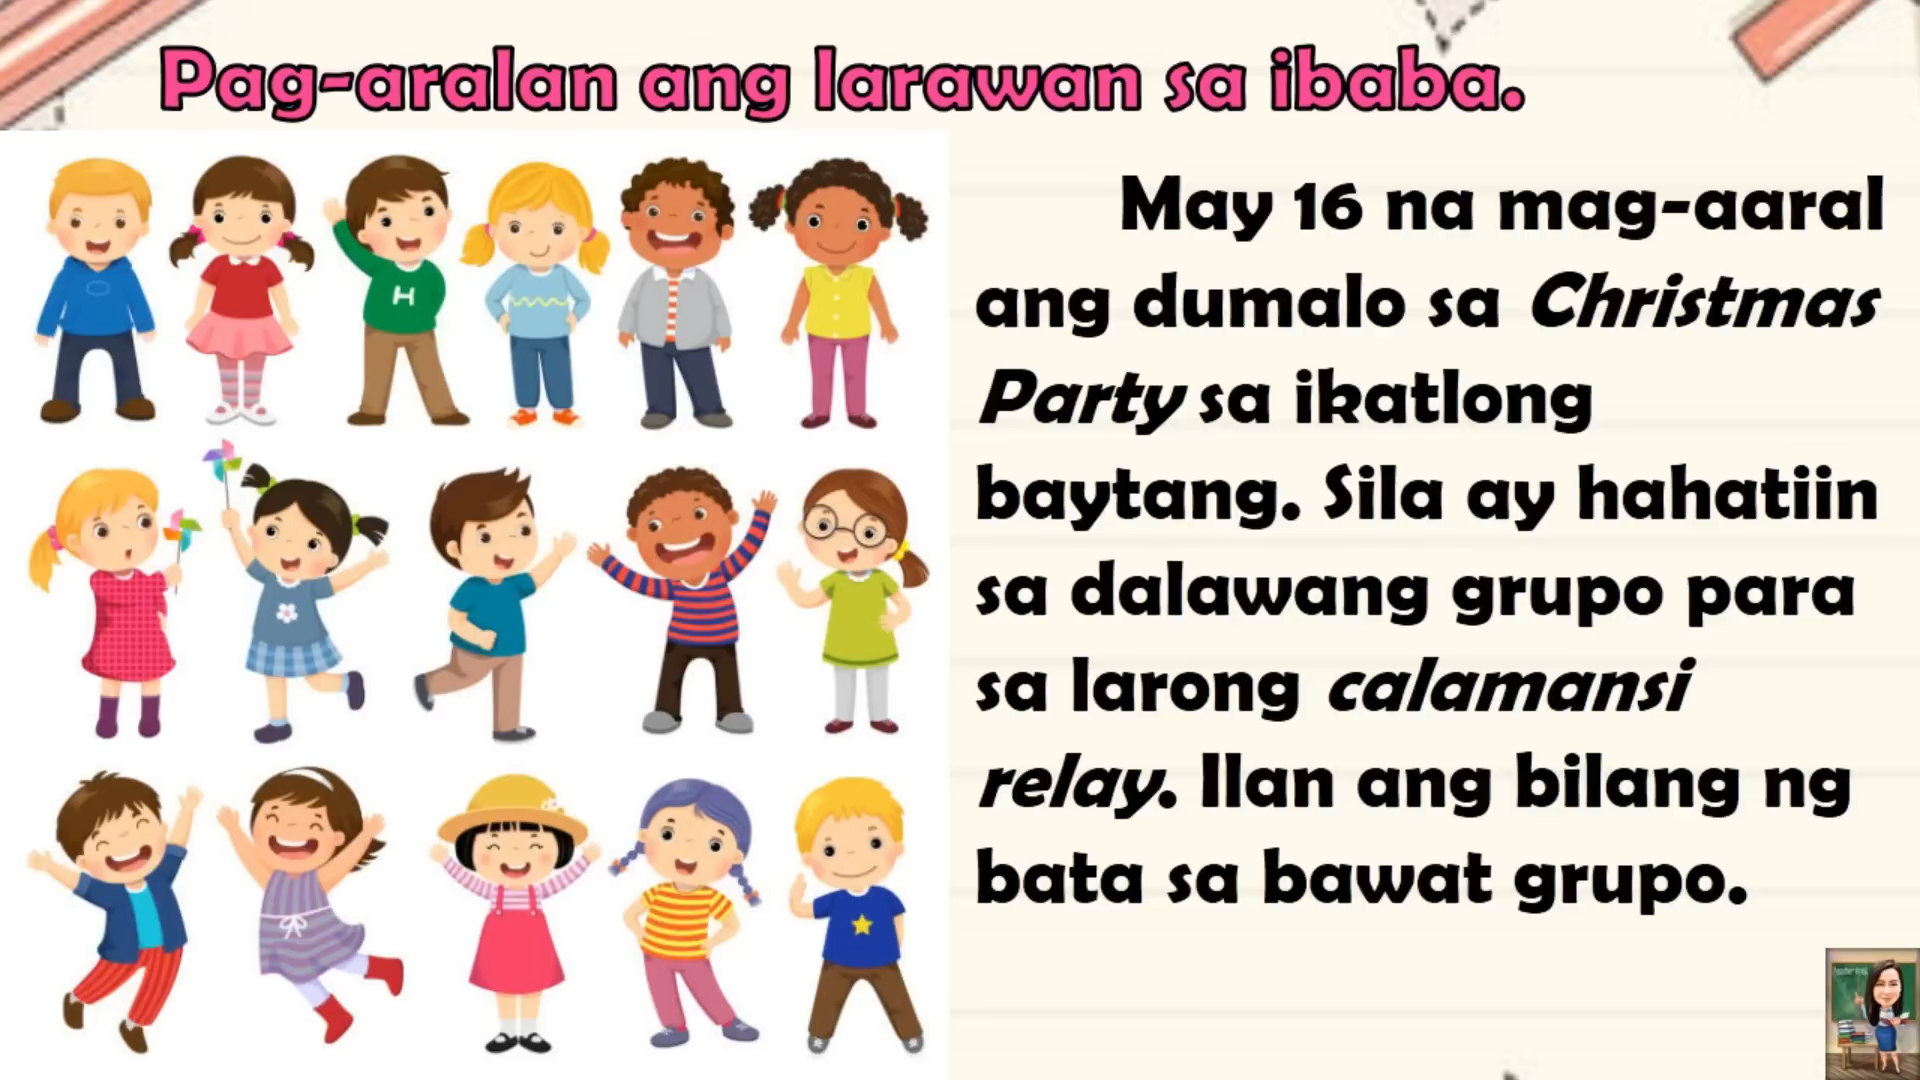 Pag-aralan ang larawan sa ibaba.
H
May 16 na mag-aaral
ang dumalo sa Christmas
Party sa ikatlong
baytang. Sila ay hahatiin
sa dalawang grupo para
sa larong calamansi
relay. Ilan ang bilang ng
bata sa bawat grupo.